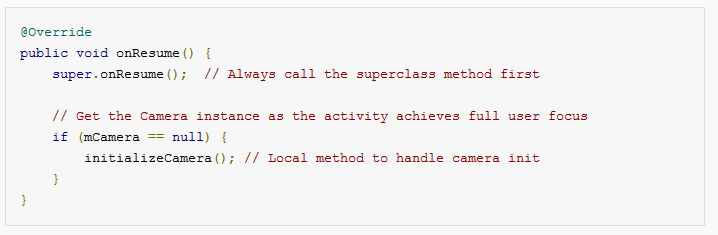 @Override
public void onResume() {
    super.onResume();  // Always call the superclass method first

    // Get the Camera instance as the activity achieves full user focus
    if (mCamera == null) {
        initializeCamera(); // Local method to handle camera init
    }
}